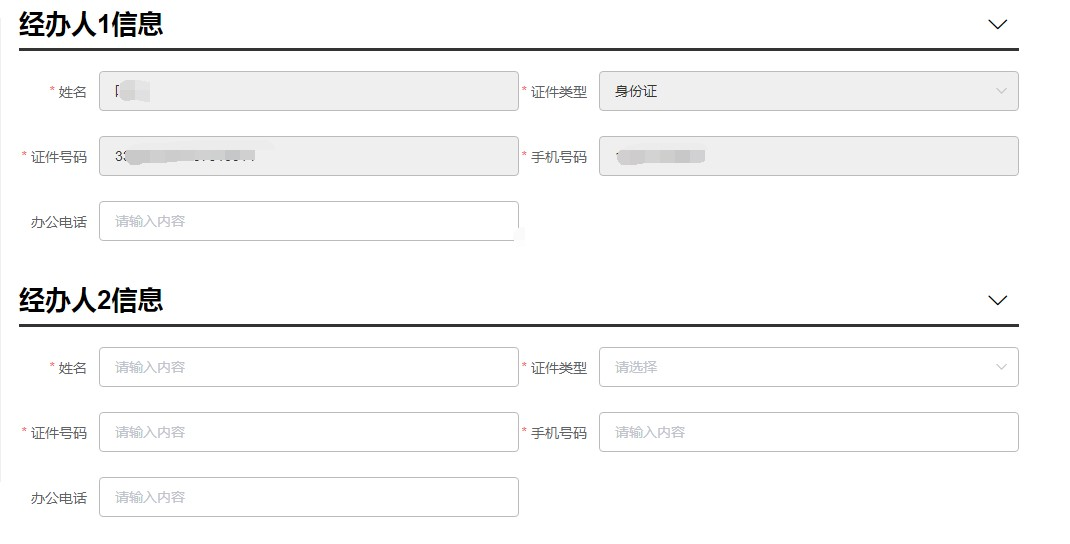 经办人1信息
* 姓名
* 证件类型 身份证
* 证件号码 33
* 手机号码
办公电话 请输入内容
经办人2信息
* 姓名 请输入内容
* 证件类型 请选择
* 证件号码 请输入内容
* 手机号码 请输入内容
办公电话 请输入内容